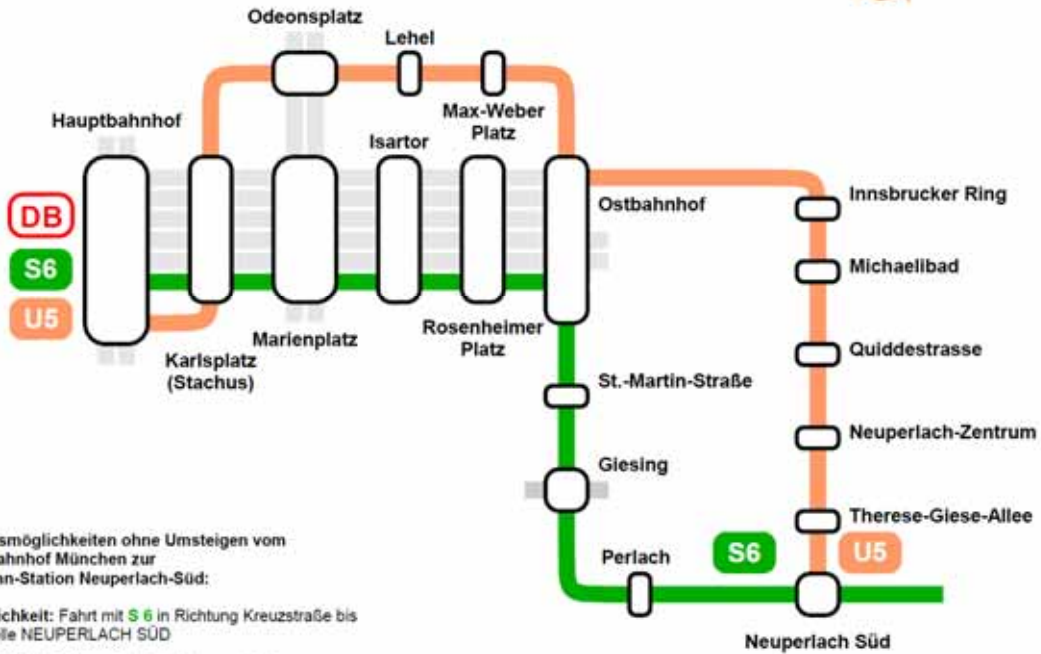 Odeonsplatz
Lehel
Max-Weber
Platz
Hauptbahnhof
Isartor
Ostbahnhof
Innsbrucker Ring
DB
S6
U5
Michaelibad
Marienplatz
Rosenheimer
Platz
Karlsplatz
(Stachus)
Quiddestrasse
St.-Martin-Straße
Neuperlach-Zentrum
Giesing
Therese-Giese-Allee
smöglichkeiten ohne Umsteigen vom
ahnhof München zur
n-Station Neuperlach-Süd:
Perlach
S6
U5
ichkeit: Fahrt mit S 6 in Richtung Kreuzstraße bis
lle NEUPERLACH SÜD
Neuperlach Süd